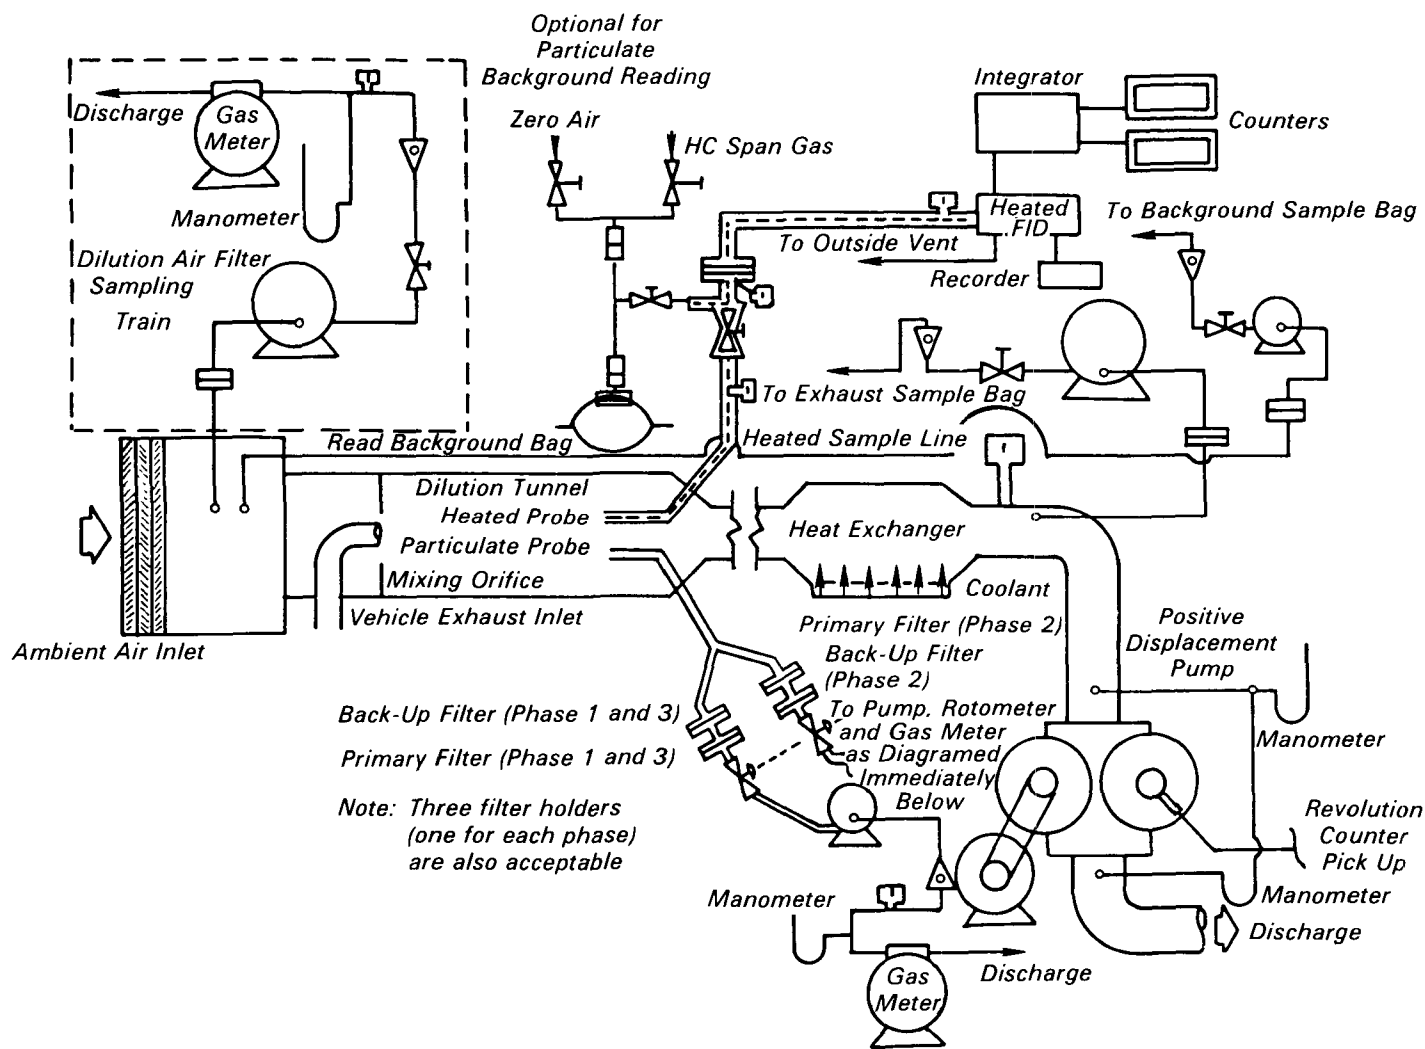 Optional for
Particulate
Background Reading
Discharge
Gas
Meter
Zero Air
HC Span Gas
Integrator
Counters
Manometer
Heated
FID
To Background Sample Bag
To Outside Vent
Recorder
Dilution Air Filter
Sampling
Train
To Exhaust Sample Bag
Read Background Bag
Heated Sample Line
Dilution Tunnel
Heated Probe
Heat Exchanger
Particulate Probe
Mixing Orifice
Coolant
Vehicle Exhaust Inlet
Ambient Air Inlet
Primary Filter (Phase 2)
Back-Up Filter
(Phase 2)
Positive
Displacement
Pump
Back-Up Filter (Phase 1 and 3)
Primary Filter (Phase 1 and 3)
To Pump, Rotometer
and Gas Meter
as Diagramed
Immediately
Below
Manometer
Note: Three filter holders
(one for each phase)
are also acceptable
Revolution
Counter
Pick Up
Manometer
Manometer
Discharge
Discharge
Gas
Meter